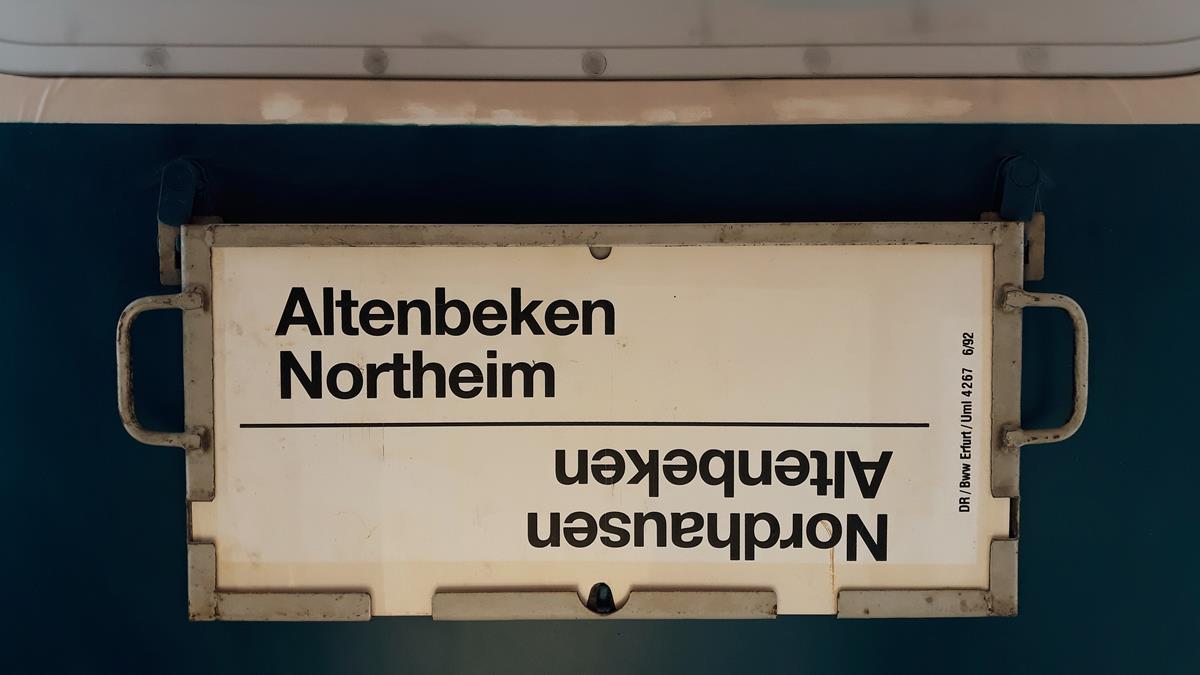 Altenbeken
Northeim
Nordhausen
Altenbeken
DR/Bww Erfurt/Uml 4267 6/92